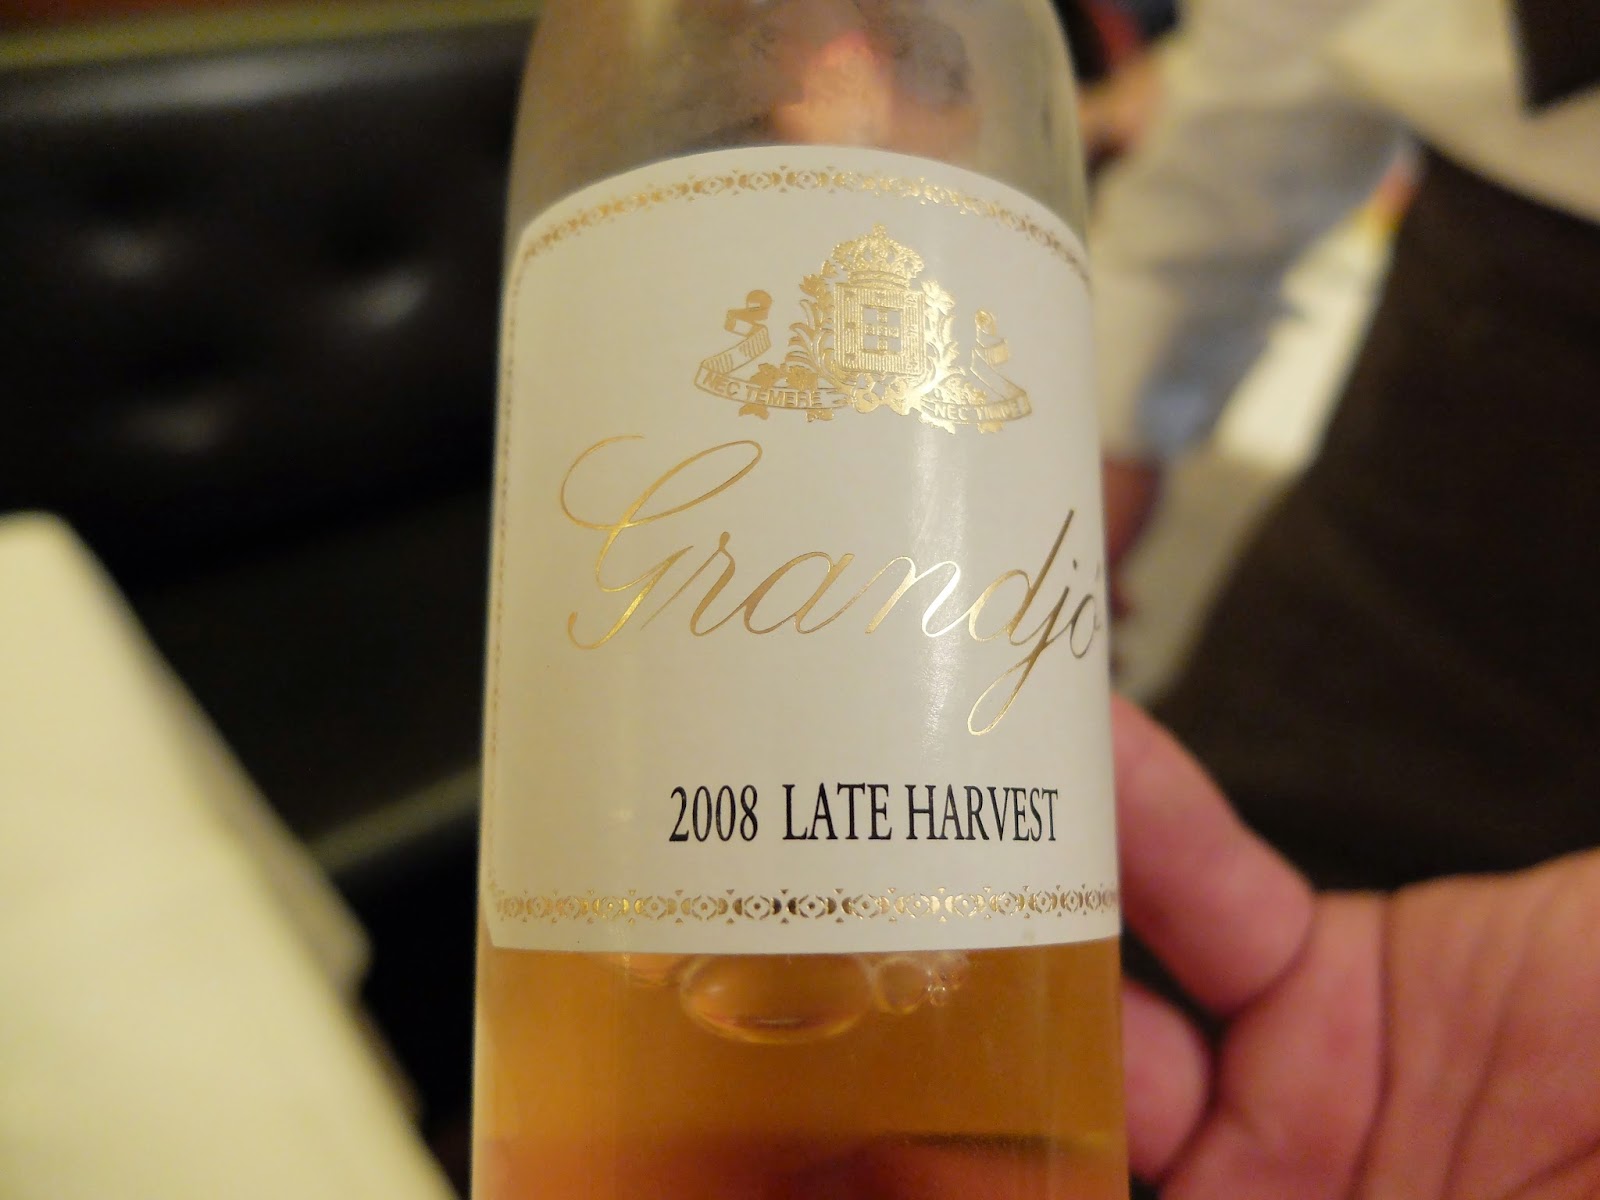 NEC TEMERE
NEC TIMIDE
Grandjó
2008 LATE HARVEST